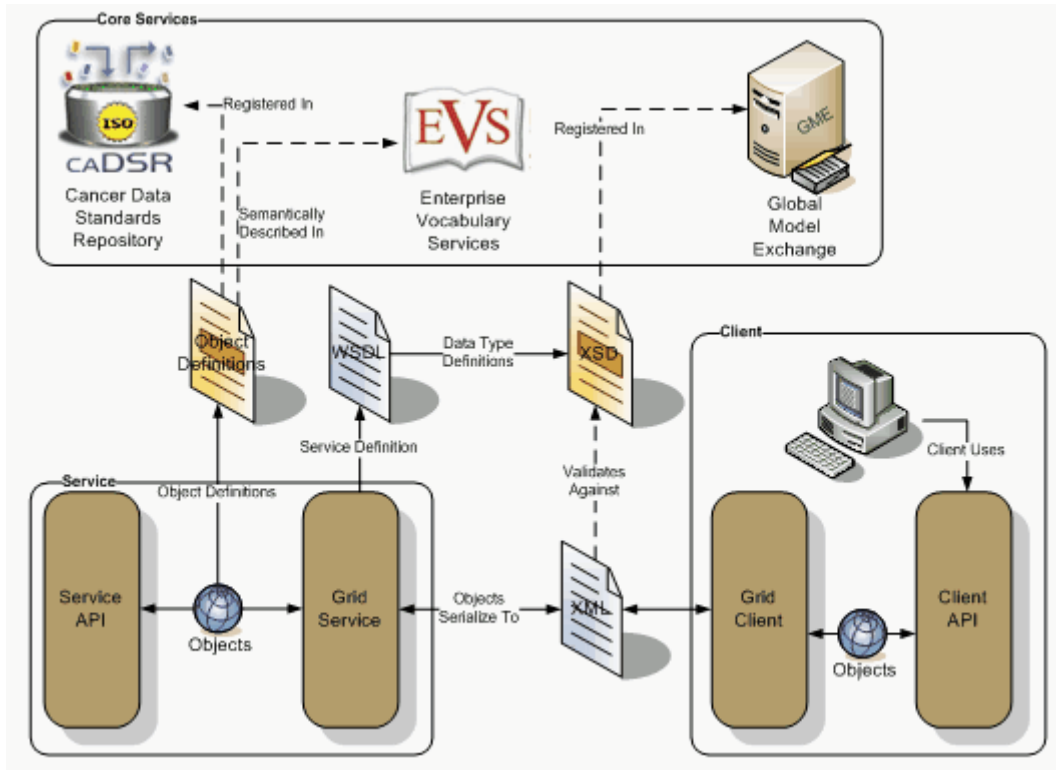 Core Services
ISO
caDSR
Cancer Data
Standards
Repository
Registered In
Semantically
Described In
EVS
Enterprise
Vocabulary
Services
Registered In
GME
Global
Model
Exchange
Object
Definitions
WSDL
Data Type
Definitions
XSD
Client
Service Definition
Client Uses
Validates
Against
Service
Object Definitions
Service
API
Objects
Grid
Service
Objects
Serialize To
XML
Grid
Client
Objects
Client
API